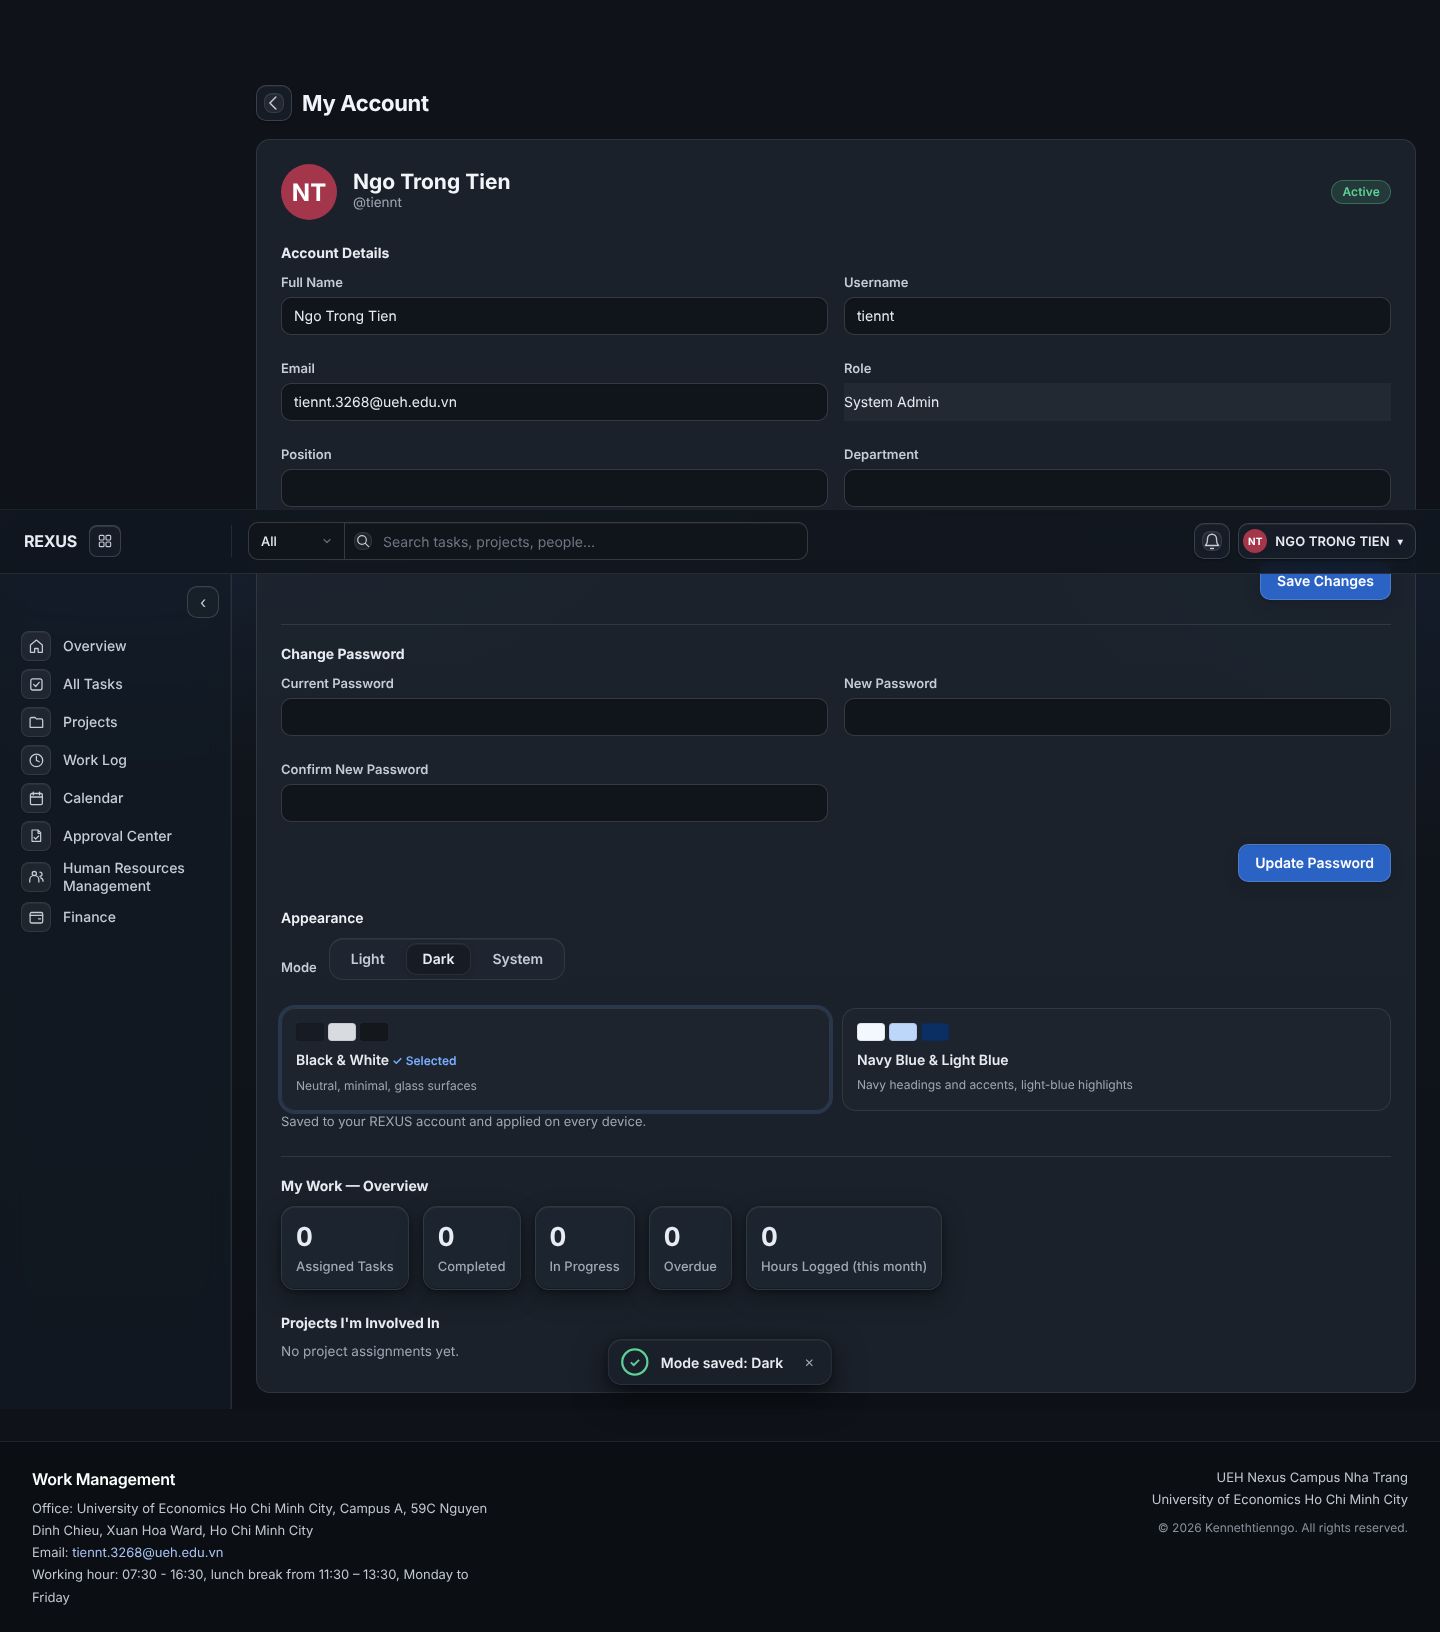 My Account
NT
Ngo Trong Tien
@tiennt
Active
Account Details
Full Name
Username
Ngo Trong Tien
tiennt
Email
Role
tiennt.3268@ueh.edu.vn
System Admin
Position
Department
REXUS
All
Search tasks, projects, people...
NT NGO TRONG TIEN
Save Changes
Overview
All Tasks
Projects
Work Log
Calendar
Approval Center
Human Resources
Management
Finance
Change Password
Current Password
New Password
Confirm New Password
Update Password
Appearance
Mode
Light
Dark
System
Black & White ✓ Selected
Neutral, minimal, glass surfaces
Navy Blue & Light Blue
Navy headings and accents, light-blue highlights
Saved to your REXUS account and applied on every device.
My Work — Overview
0
Assigned Tasks
0
Completed
0
In Progress
0
Overdue
0
Hours Logged (this month)
Projects I'm Involved In
No project assignments yet.
Mode saved: Dark ×
Work Management
Office: University of Economics Ho Chi Minh City, Campus A, 59C Nguyen
Dinh Chieu, Xuan Hoa Ward, Ho Chi Minh City
Email: tiennt.3268@ueh.edu.vn
Working hour: 07:30 - 16:30, lunch break from 11:30 – 13:30, Monday to
Friday
UEH Nexus Campus Nha Trang
University of Economics Ho Chi Minh City
© 2026 Kennethtienngo. All rights reserved.